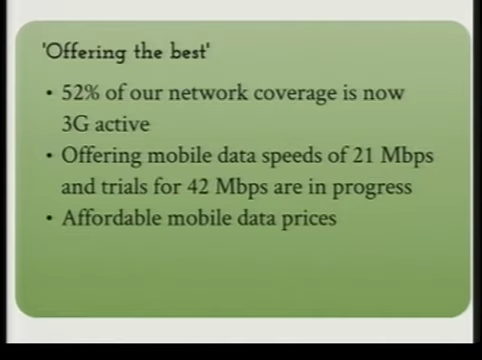 'Offering the best'
• 52% of our network coverage is now
3G active
• Offering mobile data speeds of 21 Mbps
and trials for 42 Mbps are in progress
• Affordable mobile data prices